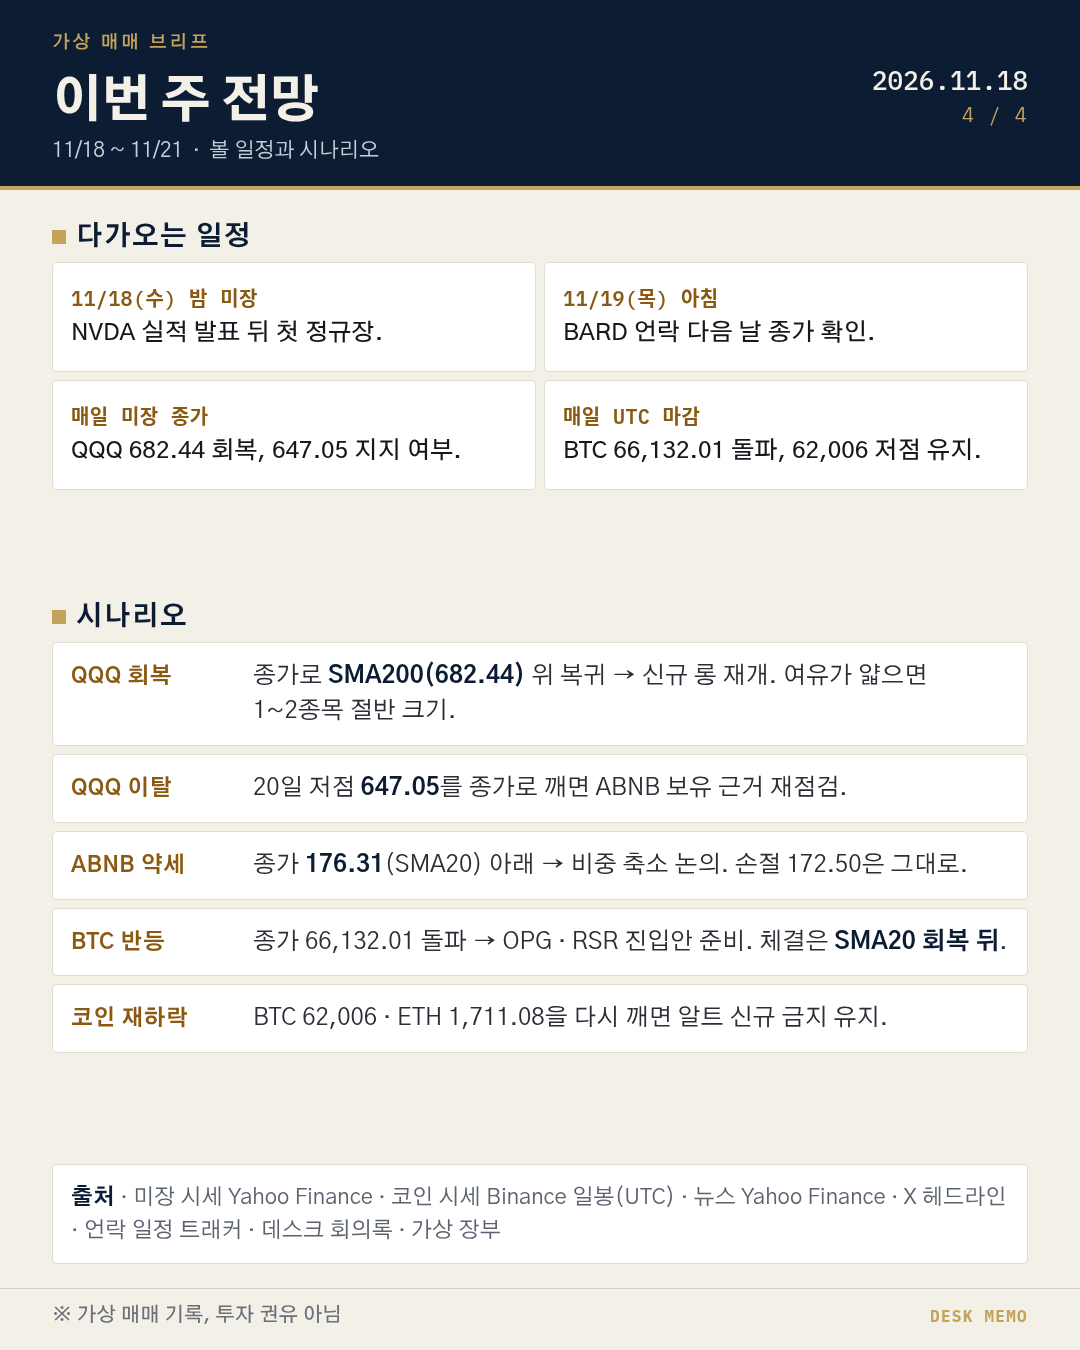 가상 매매 브리프
이번 주 전망
2026.11.18
4 / 4
11/18 ~ 11/21 · 볼 일정과 시나리오
다가오는 일정
11/18(수) 밤 미장
NVDA 실적 발표 뒤 첫 정규장.
11/19(목) 아침
BARD 언락 다음 날 종가 확인.
매일 미장 종가
QQQ 682.44 회복, 647.05 지지 여부.
매일 UTC 마감
BTC 66,132.01 돌파, 62,006 저점 유지.
시나리오
QQQ 회복
종가로 SMA200(682.44) 위 복귀 → 신규 롱 재개. 여유가 얇으면
1~2종목 절반 크기.
QQQ 이탈
20일 저점 647.05를 종가로 깨면 ABNB 보유 근거 재점검.
ABNB 약세
종가 176.31(SMA20) 아래 → 비중 축소 논의. 손절 172.50은 그대로.
BTC 반등
종가 66,132.01 돌파 → OPG · RSR 진입안 준비. 체결은 SMA20 회복 뒤.
코인 재하락
BTC 62,006 · ETH 1,711.08을 다시 깨면 알트 신규 금지 유지.
출처 · 미장 시세 Yahoo Finance · 코인 시세 Binance 일봉(UTC) · 뉴스 Yahoo Finance · X 헤드라인
· 언락 일정 트래커 · 데스크 회의록 · 가상 장부
※ 가상 매매 기록, 투자 권유 아님
DESK MEMO